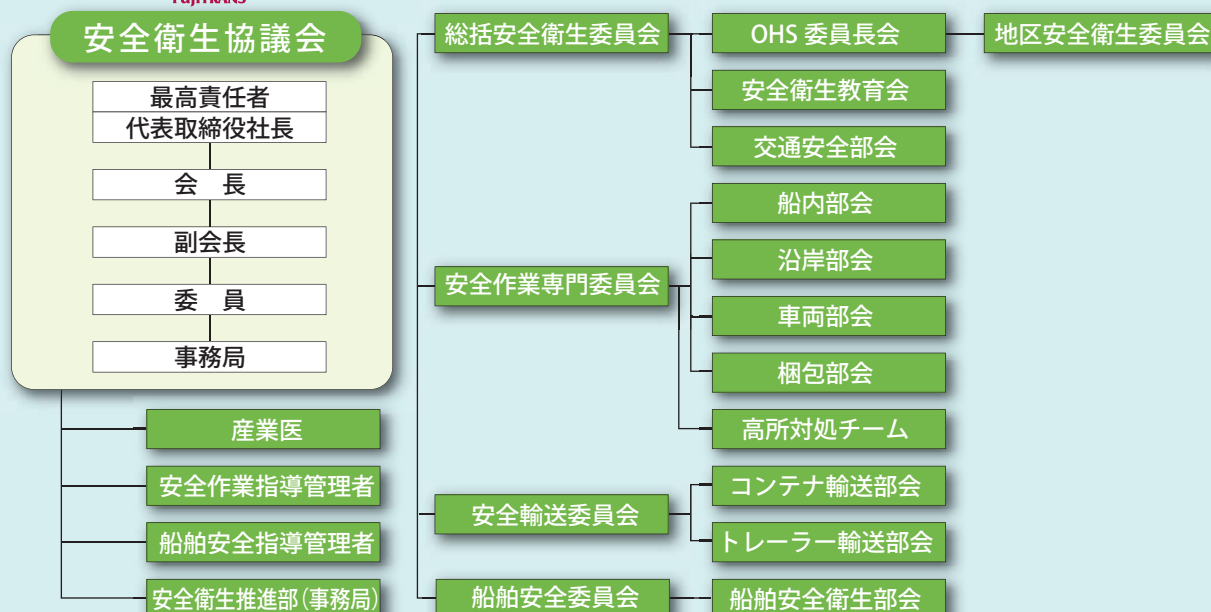 FUJITRANS
安全衛生協議会
最高責任者
代表取締役社長
会 長
副会長
委 員
事務局
産業医
安全作業指導管理者
船舶安全指導管理者
安全衛生推進部(事務局)
総括安全衛生委員会
OHS 委員長会
地区安全衛生委員会
安全衛生教育会
交通安全部会
安全作業専門委員会
船内部会
沿岸部会
車両部会
梱包部会
高所対処チーム
安全輸送委員会
コンテナ輸送部会
トレーラー輸送部会
船舶安全委員会
船舶安全衛生部会